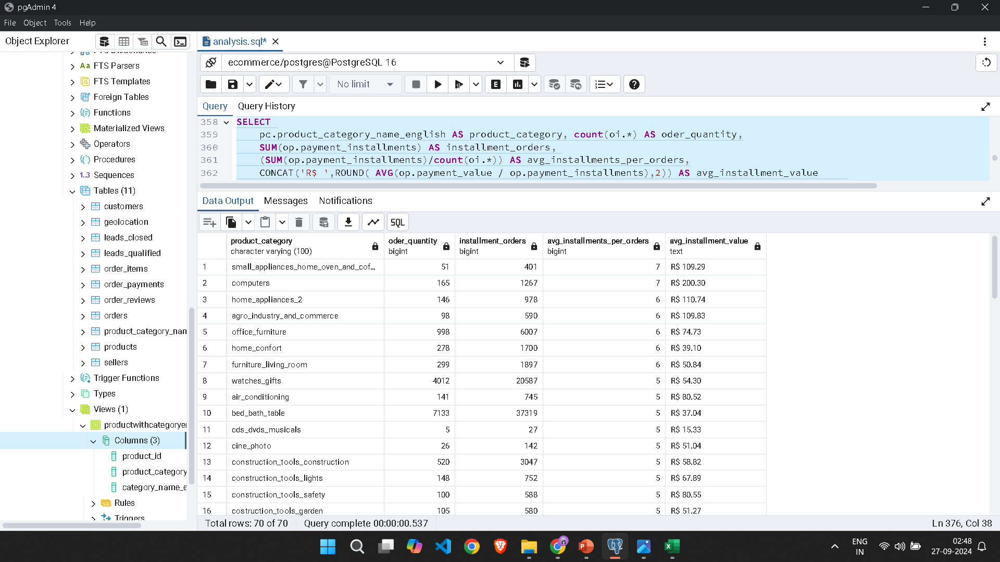 pgAdmin 4
File Object Tools Help
Object Explorer
analysis.sql*
FTS Parsers
FTS Templates
Foreign Tables
Functions
Materialized Views
Operators
Procedures
1..3 Sequences
Tables (11)
customers
geolocation
leads_closed
leads_qualified
order_items
order_payments
order_reviews
orders
product_category_nan
products
sellers
Trigger Functions
Types
Views (1)
productwithcategoryer
Columns (3)
product_id
product_category
category_name_e
Rules
Triggers
ecommerce/postgres@PostgreSQL 16
No limit
Query Query History
358 SELECT
359 pc.product_category_name_english AS product_category, count(oi.*) AS oder_quantity,
360 SUM(op.payment_installments) AS installment_orders,
361 (SUM(op.payment_installments)/count(oi.*)) AS avg_installments_per_orders,
362 CONCAT('R$ ',ROUND( AVG(op.payment_value / op.payment_installments),2)) AS avg_installment_value
Data Output Messages Notifications
SQL
product_category oder_quantity installment_orders avg_installments_per_orders avg_installment_value
character varying (100) bigint bigint bigint text
1 small_appliances_home_oven_and_cof... 51 401 7 R$ 109.29
2 computers 165 1267 7 R$ 200.30
3 home_appliances_2 146 978 6 R$ 110.74
4 agro_industry_and_commerce 98 590 6 R$ 109.83
5 office_furniture 998 6007 6 R$ 74.73
6 home_confort 278 1700 6 R$ 39.10
7 furniture_living_room 299 1897 6 R$ 50.84
8 watches_gifts 4012 20587 5 R$ 54.30
9 air_conditioning 141 745 5 R$ 80.52
10 bed_bath_table 7133 37319 5 R$ 37.04
11 cds_dvds_musicals 5 27 5 R$ 15.33
12 cine_photo 26 142 5 R$ 51.04
13 construction_tools_construction 520 3047 5 R$ 58.82
14 construction_tools_lights 148 752 5 R$ 67.89
15 construction_tools_safety 100 588 5 R$ 80.55
16 costruction_tools_garden 105 580 5 R$ 51.27
Total rows: 70 of 70 Query complete 00:00:00.537 Ln 376, Col 38
ENG
IN
02:48
27-09-2024